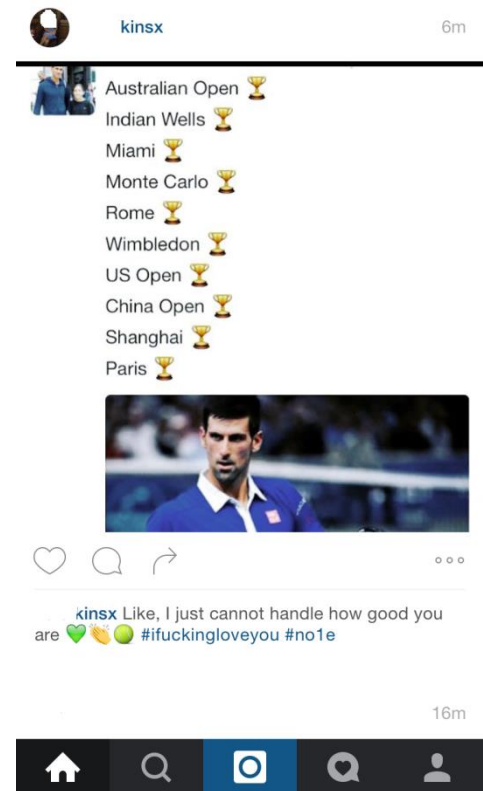 kinsx 6m
Australian Open 🏆
Indian Wells 🏆
Miami 🏆
Monte Carlo 🏆
Rome 🏆
Wimbledon 🏆
US Open 🏆
China Open 🏆
Shanghai 🏆
Paris 🏆
kinsx Like, I just cannot handle how good you
are 💚👏🎾 #ifuckingloveyou #no1e
16m